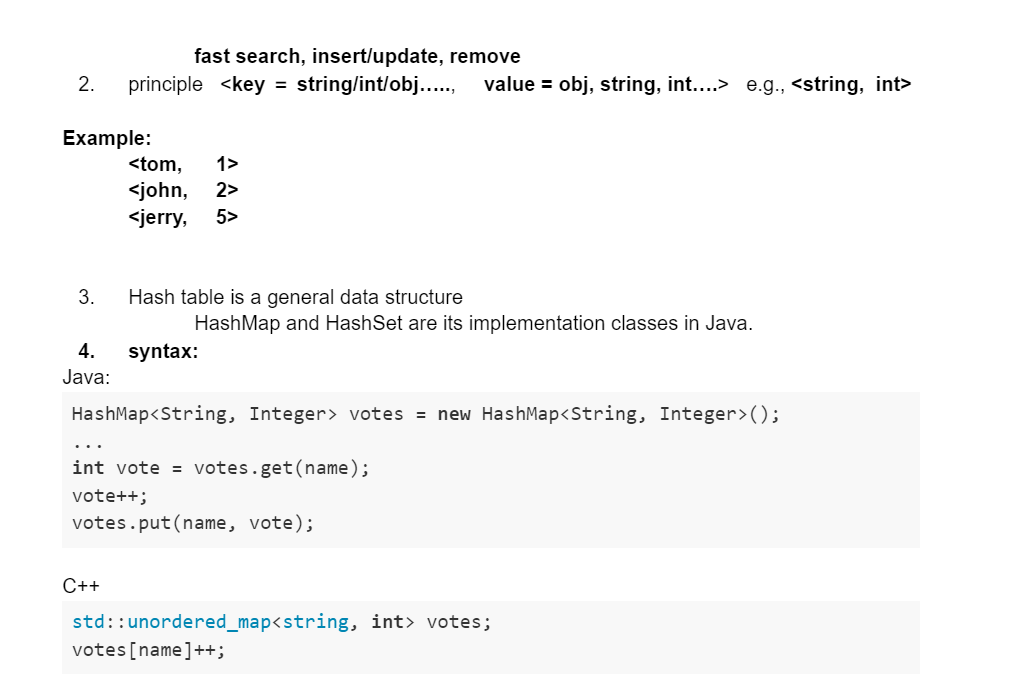 fast search, insert/update, remove
2. principle <key = string/int/obj….., value = obj, string, int….> e.g., <string, int>
Example:
<tom, 1>
<john, 2>
<jerry, 5>
3. Hash table is a general data structure
HashMap and HashSet are its implementation classes in Java.
4. syntax:
Java:
HashMap<String, Integer> votes = new HashMap<String, Integer>();
...
int vote = votes.get(name);
vote++;
votes.put(name, vote);
C++
std::unordered_map<string, int> votes;
votes[name]++;